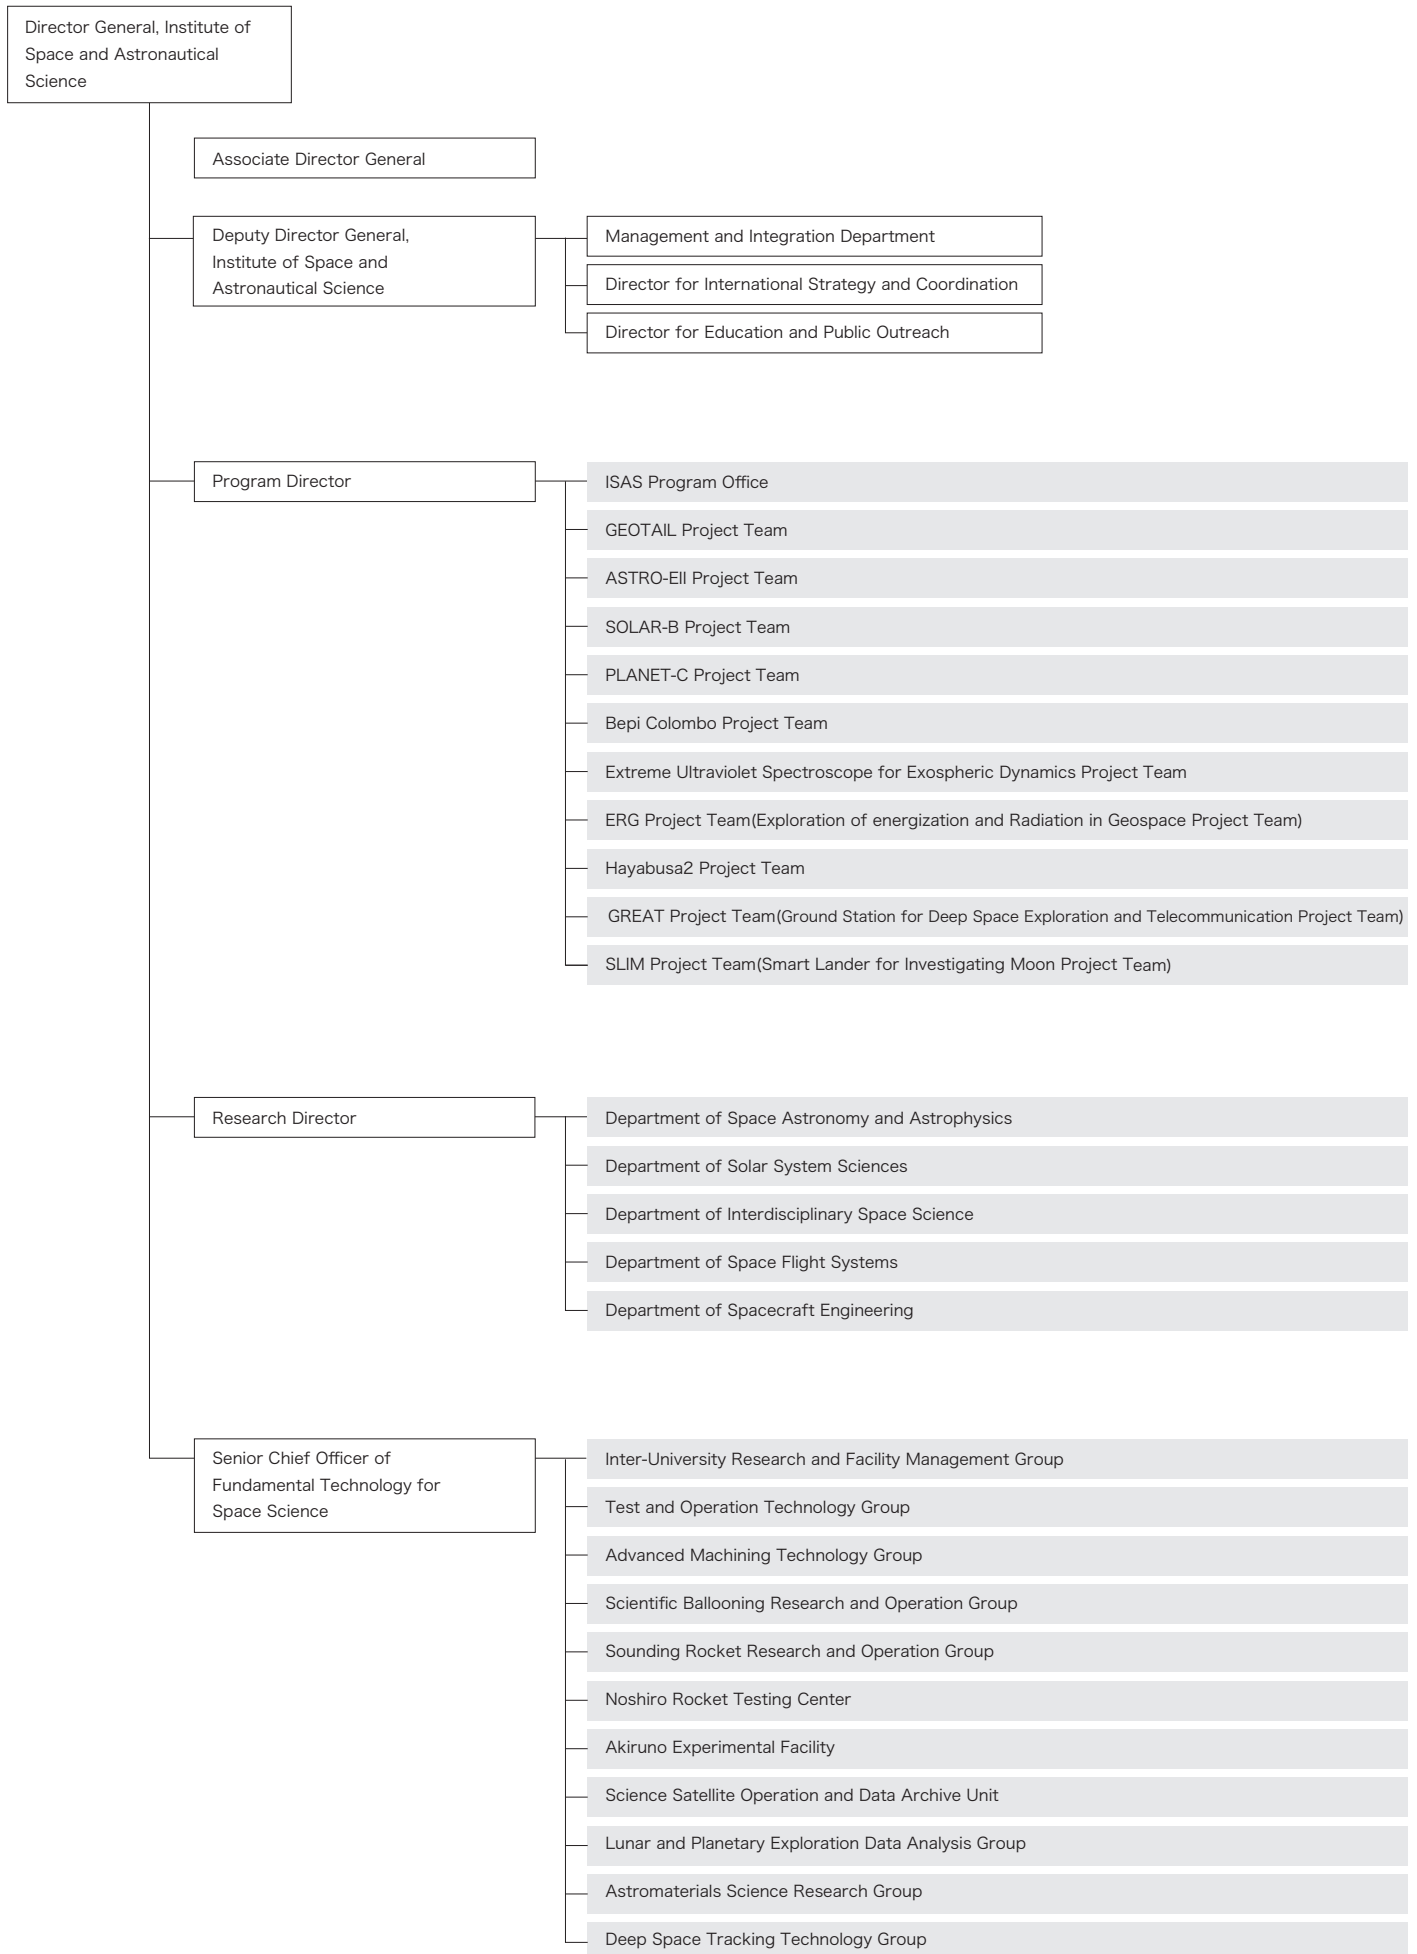 Director General, Institute of
Space and Astronautical
Science
Associate Director General
Deputy Director General,
Institute of Space and
Astronautical Science
Management and Integration Department
Director for International Strategy and Coordination
Director for Education and Public Outreach
Program Director
ISAS Program Office
GEOTAIL Project Team
ASTRO-EII Project Team
SOLAR-B Project Team
PLANET-C Project Team
Bepi Colombo Project Team
Extreme Ultraviolet Spectroscope for Exospheric Dynamics Project Team
ERG Project Team(Exploration of energization and Radiation in Geospace Project Team)
Hayabusa2 Project Team
GREAT Project Team(Ground Station for Deep Space Exploration and Telecommunication Project Team)
SLIM Project Team(Smart Lander for Investigating Moon Project Team)
Research Director
Department of Space Astronomy and Astrophysics
Department of Solar System Sciences
Department of Interdisciplinary Space Science
Department of Space Flight Systems
Department of Spacecraft Engineering
Senior Chief Officer of
Fundamental Technology for
Space Science
Inter-University Research and Facility Management Group
Test and Operation Technology Group
Advanced Machining Technology Group
Scientific Ballooning Research and Operation Group
Sounding Rocket Research and Operation Group
Noshiro Rocket Testing Center
Akiruno Experimental Facility
Science Satellite Operation and Data Archive Unit
Lunar and Planetary Exploration Data Analysis Group
Astromaterials Science Research Group
Deep Space Tracking Technology Group